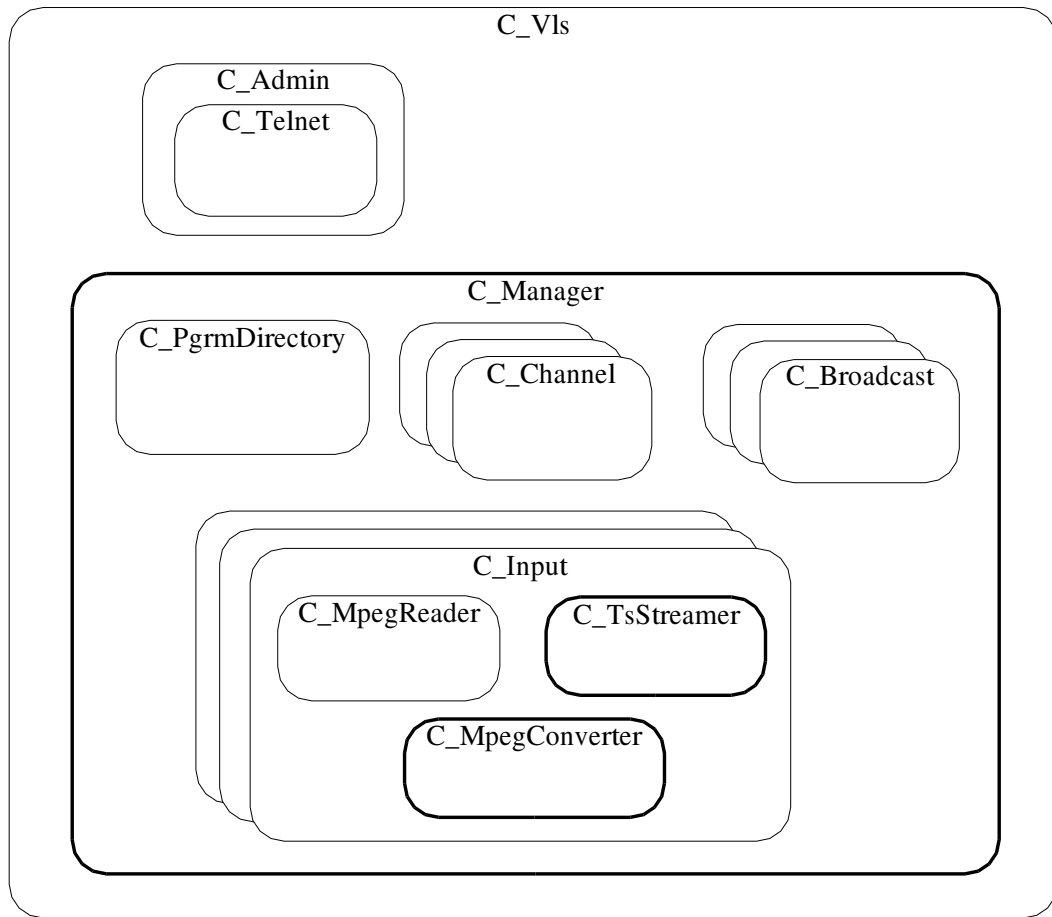 C_Vls
C_Admin
C_Telnet
C_Manager
C_PgrmDirectory
C_Channel
C_Broadcast
C_Input
C_MpegReader
C_TsStreamer
C_MpegConverter